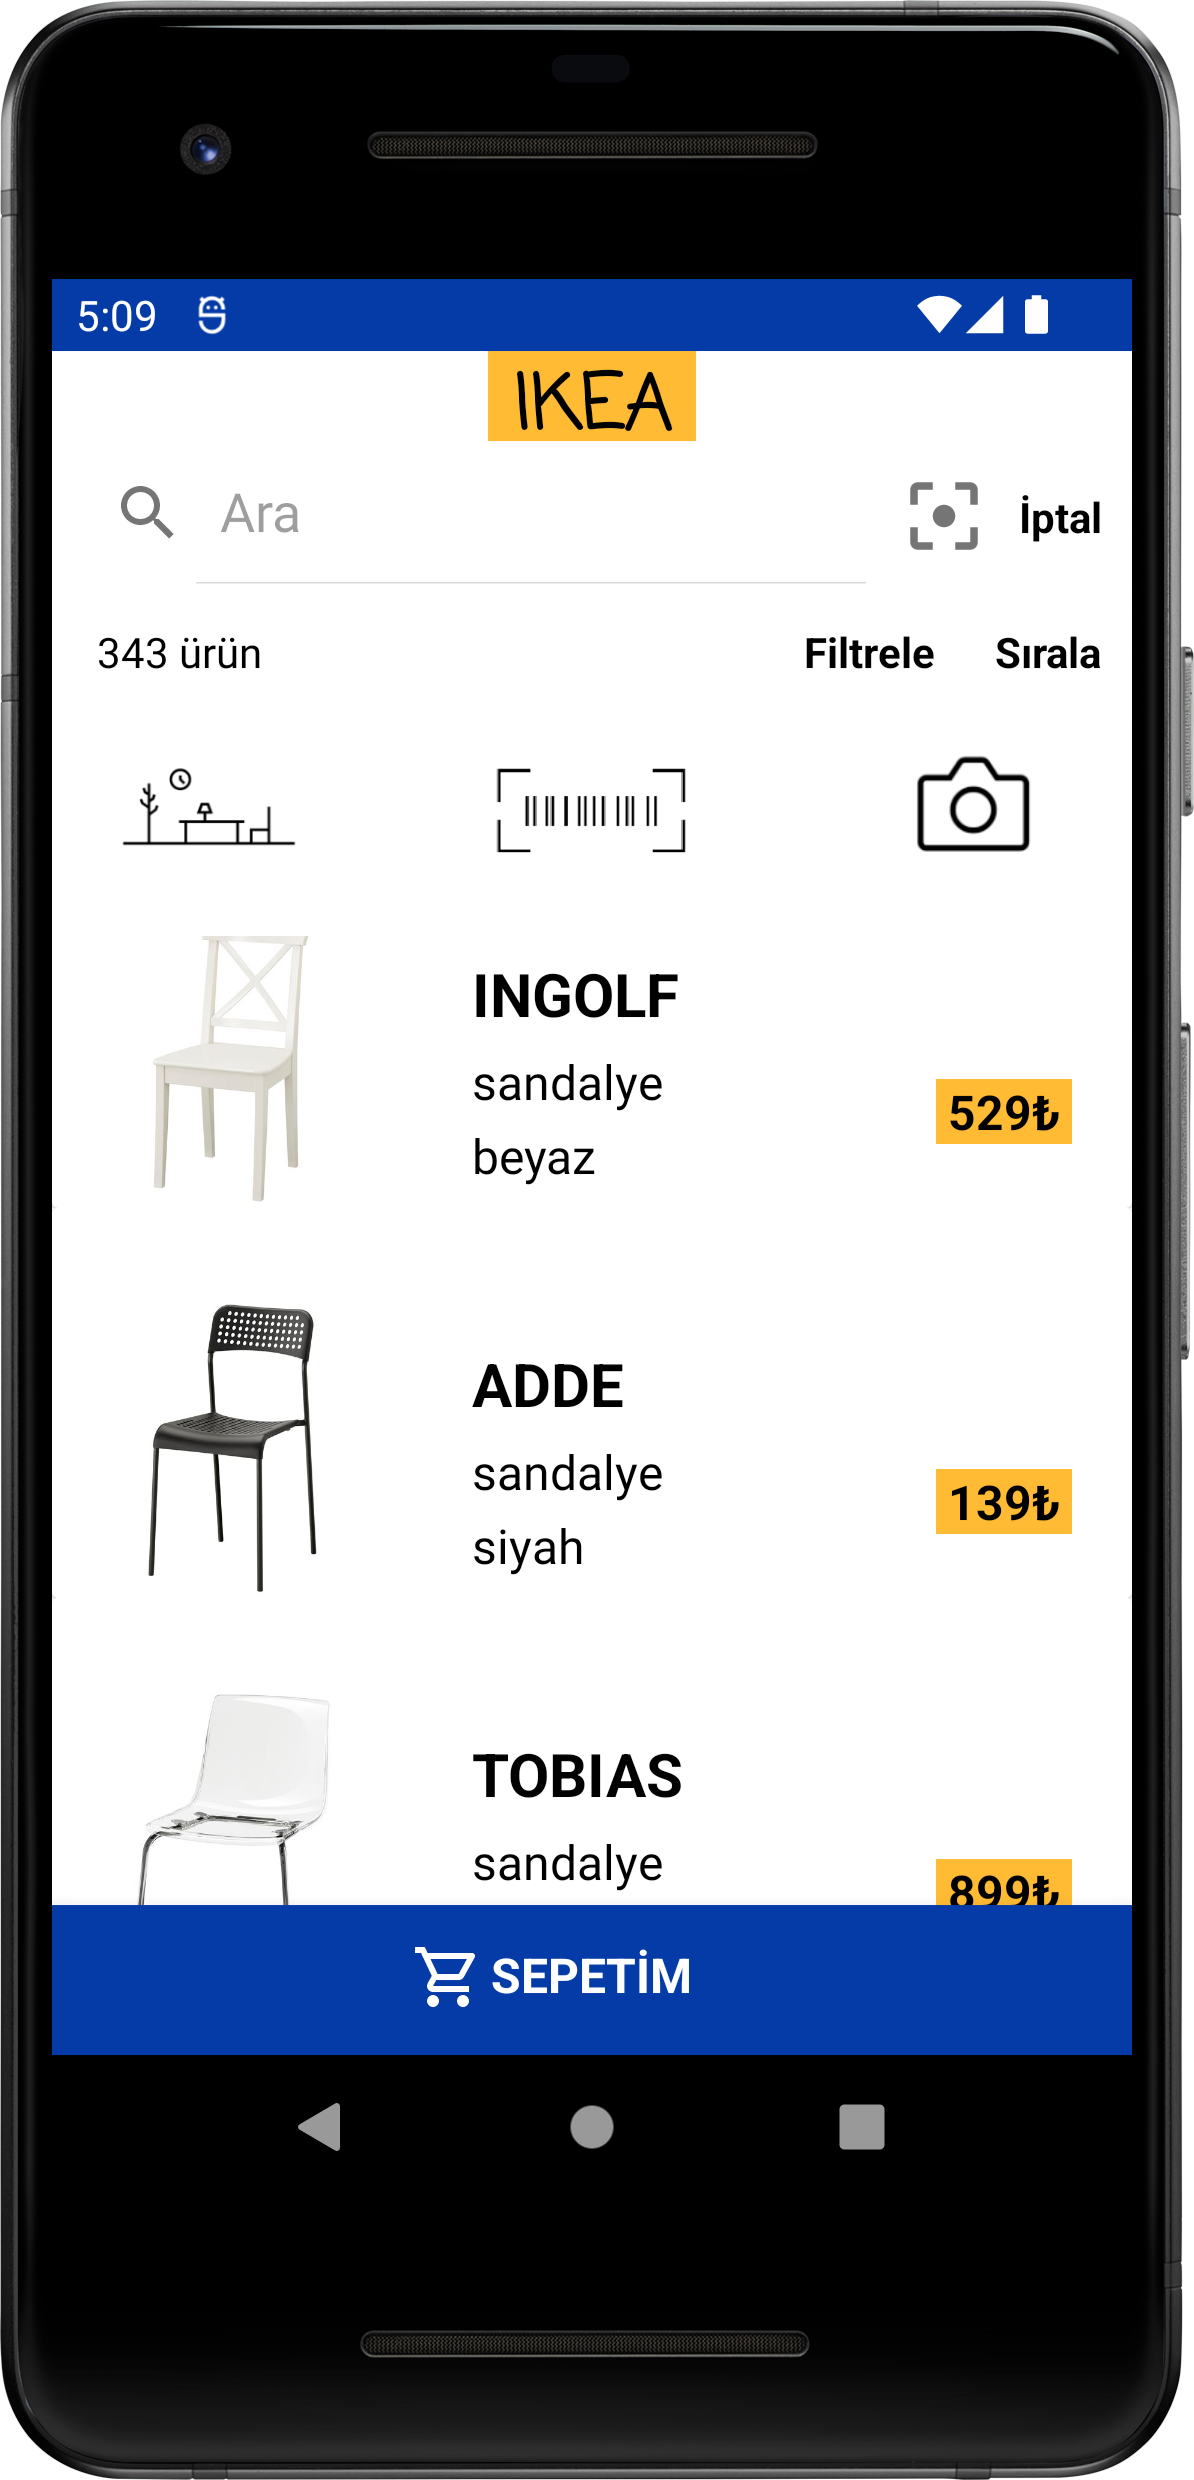 5:09
IKEA
Ara
İptal
343 ürün
Filtrele
Sırala
INGOLF
sandalye
beyaz
529₺
ADDE
sandalye
siyah
139₺
TOBIAS
sandalye
899₺
SEPETİM